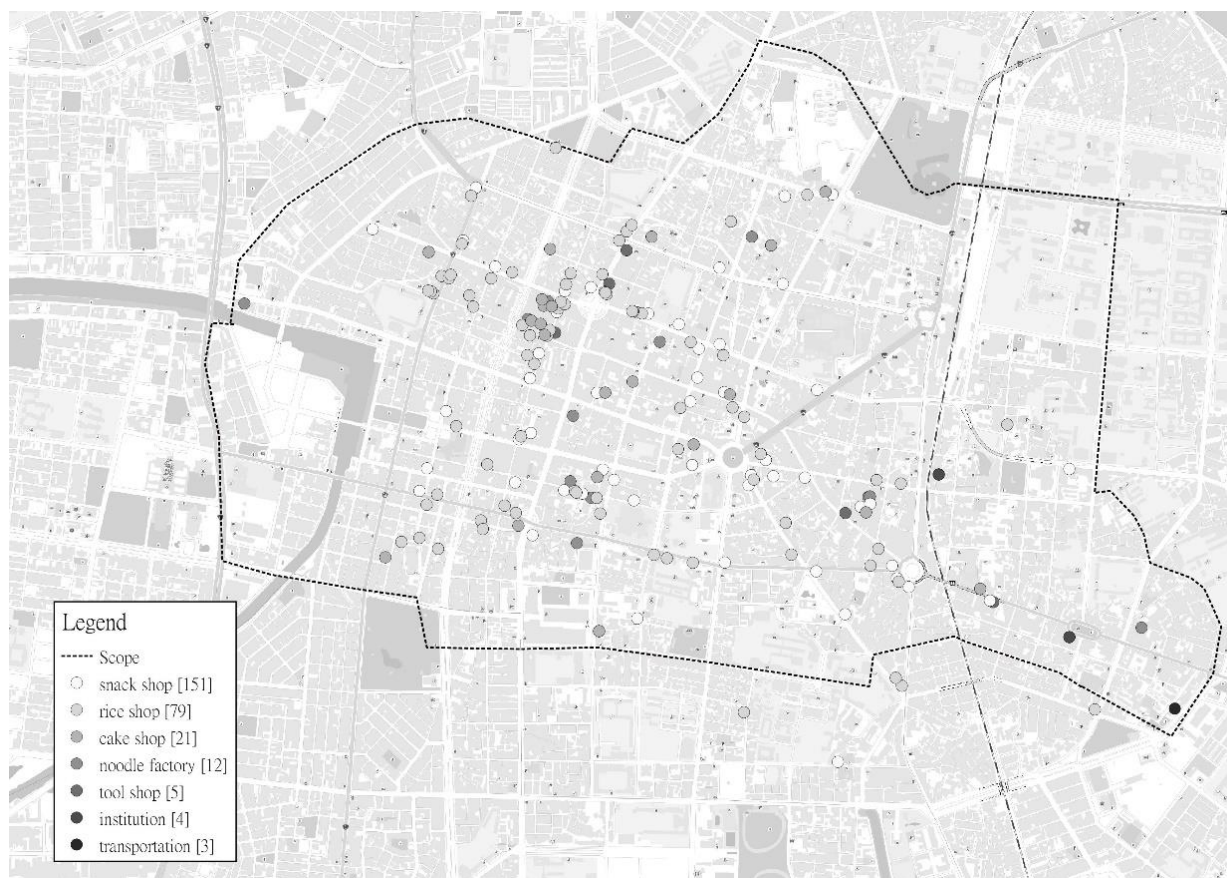 Legend
Scope
snack shop [151]
rice shop [79]
cake shop [21]
noodle factory [12]
tool shop [5]
institution [4]
transportation [3]